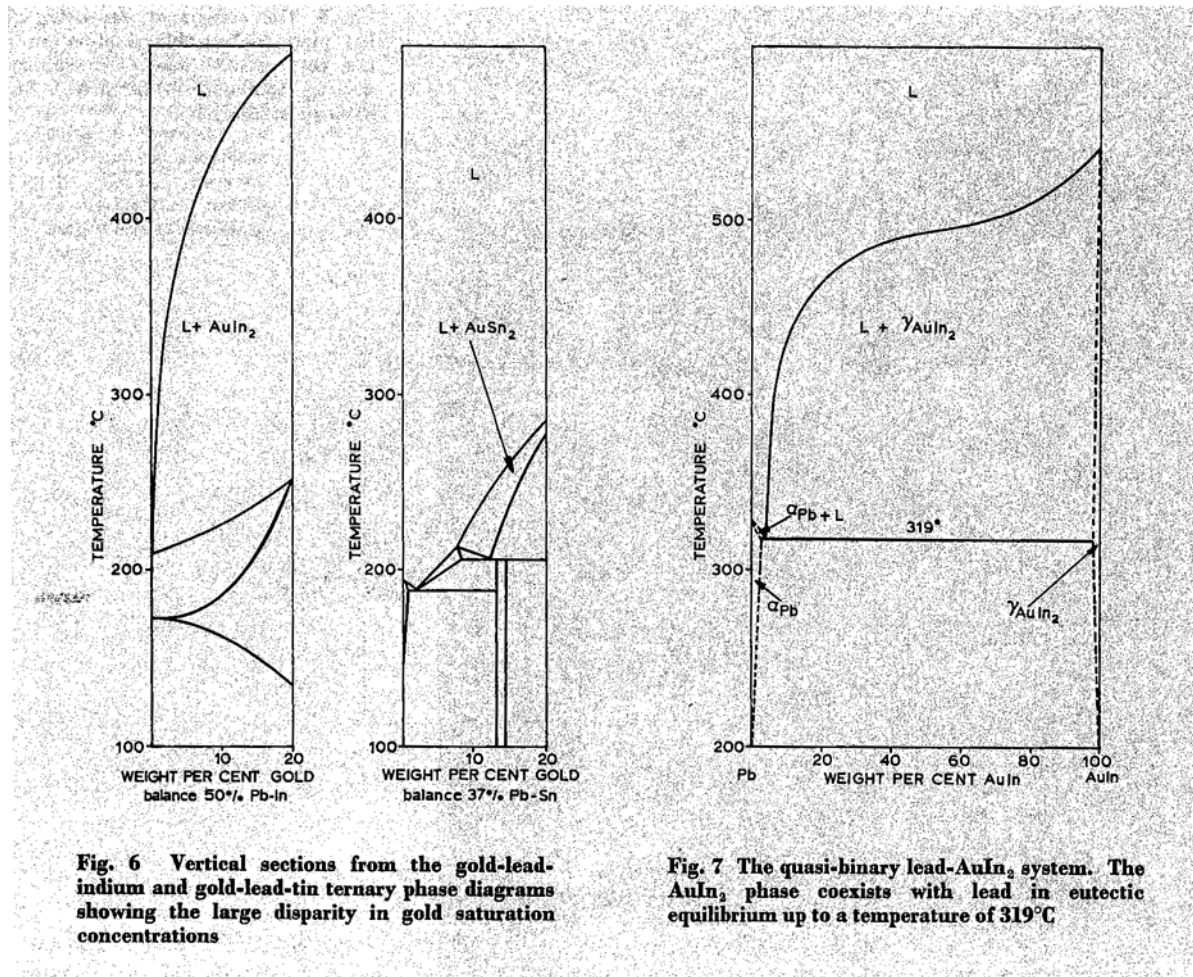 L
400
L+ AuIn₂
300
TEMPERATURE °C
200
100
10
20
WEIGHT PER CENT GOLD
balance 50% Pb-In
L
400
L+ AuSn₂
300
TEMPERATURE °C
200
100
10
20
WEIGHT PER CENT GOLD
balance 37% Pb-Sn
L
500
L + γAuIn₂
400
TEMPERATURE °C
αPb + L
319°
300
αPb
γAuIn₂
200
Pb
20
40
60
80
100
WEIGHT PER CENT AuIn
AuIn
Fig. 6 Vertical sections from the gold-lead-
indium and gold-lead-tin ternary phase diagrams
showing the large disparity in gold saturation
concentrations
Fig. 7 The quasi-binary lead-AuIn₂ system. The
AuIn₂ phase coexists with lead in eutectic
equilibrium up to a temperature of 319°C